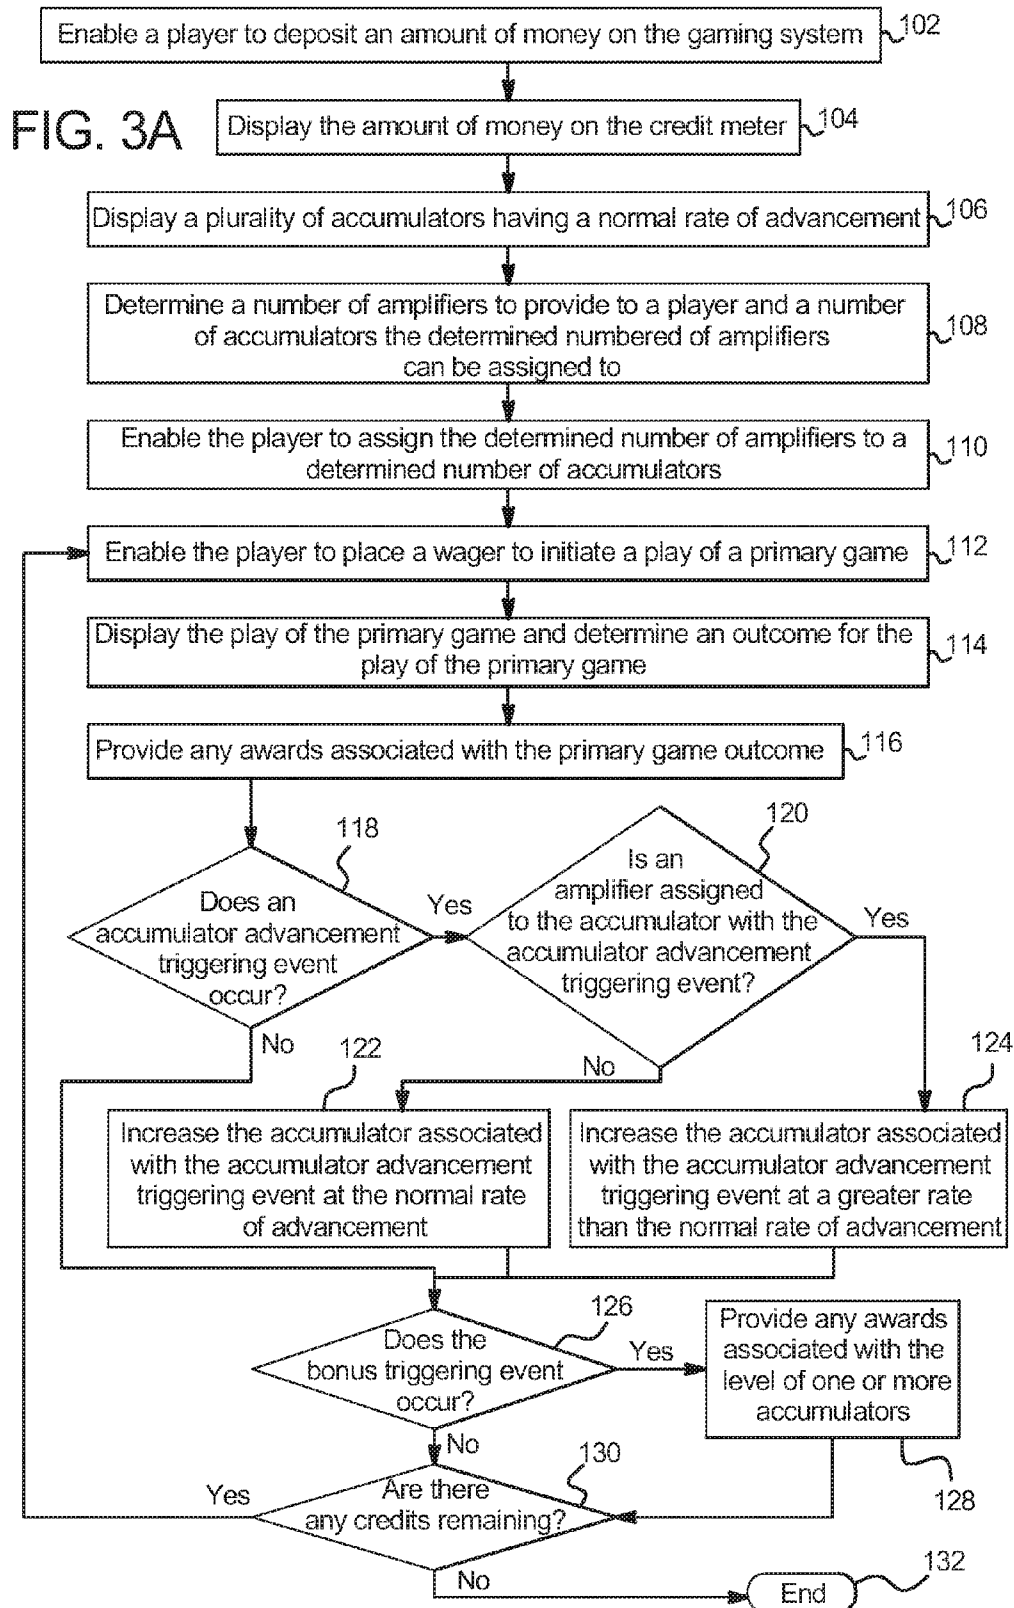 Enable a player to deposit an amount of money on the gaming system
102
FIG. 3A
Display the amount of money on the credit meter
104
Display a plurality of accumulators having a normal rate of advancement
106
Determine a number of amplifiers to provide to a player and a number
of accumulators the determined numbered of amplifiers
can be assigned to
108
Enable the player to assign the determined number of amplifiers to a
determined number of accumulators
110
Enable the player to place a wager to initiate a play of a primary game
112
Display the play of the primary game and determine an outcome for the
play of the primary game
114
Provide any awards associated with the primary game outcome
116
118
Does an
accumulator advancement
triggering event
occur?
Yes
No
120
Is an
amplifier assigned
to the accumulator with the
accumulator advancement
triggering event?
Yes
No
122
Increase the accumulator associated
with the accumulator advancement
triggering event at the normal rate
of advancement
124
Increase the accumulator associated
with the accumulator advancement
triggering event at a greater rate
than the normal rate of advancement
126
Does the
bonus triggering event
occur?
Yes
No
Provide any awards
associated with the
level of one or more
accumulators
128
130
Are there
any credits remaining?
Yes
No
132
End